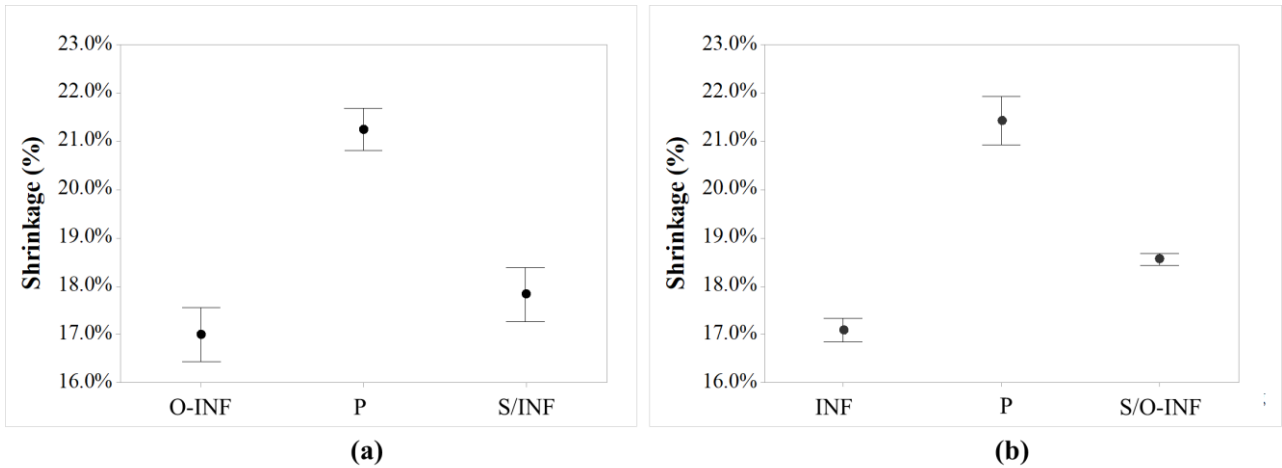 23.0%
22.0%
21.0%
20.0%
19.0%
18.0%
17.0%
16.0%
Shrinkage (%)
O-INF P S/INF
(a)
23.0%
22.0%
21.0%
20.0%
19.0%
18.0%
17.0%
16.0%
Shrinkage (%)
INF P S/O-INF
;
(b)